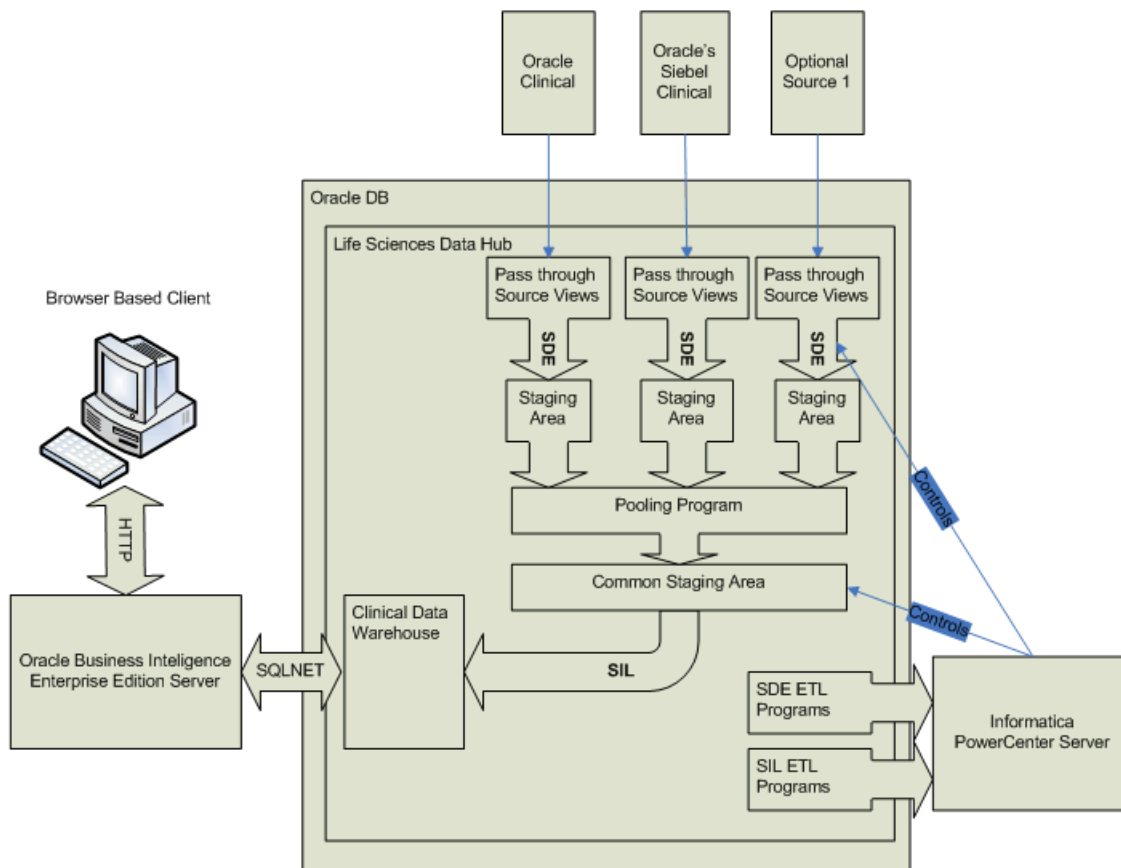 Oracle
Clinical
Oracle's
Siebel
Clinical
Optional
Source 1
Oracle DB
Life Sciences Data Hub
Pass through
Source Views
Pass through
Source Views
Pass through
Source Views
SDE
SDE
SDE
Browser Based Client
Staging
Area
Staging
Area
Staging
Area
Controls
Pooling Program
HTTP
Common Staging Area
Controls
Clinical Data
Warehouse
Oracle Business Inteligence
Enterprise Edition Server
SQLNET
SIL
SDE ETL
Programs
Informatica
PowerCenter Server
SIL ETL
Programs